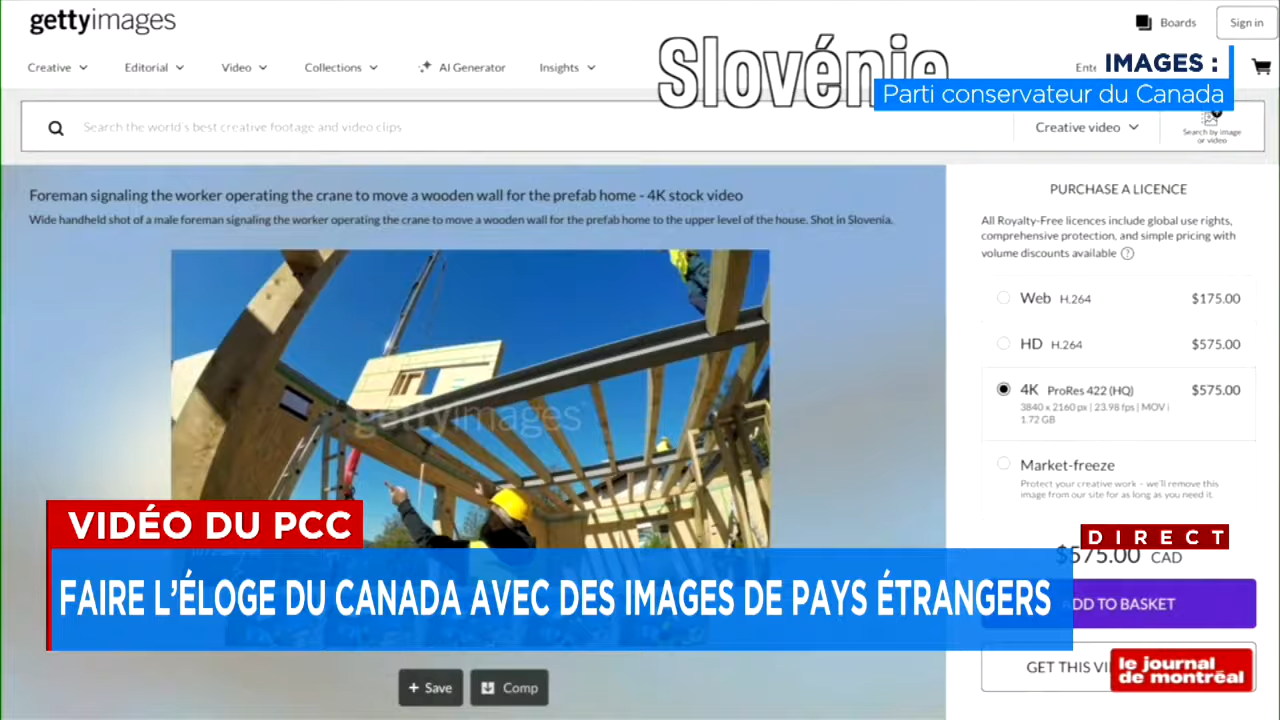 gettyimages
Boards
Sign in
Creative
Editorial
Video
Collections
AI Generator
Insights
Slovénie
IMAGES :
Parti conservateur du Canada
Search the world's best creative footage and video clips
Creative video
Search by image
or video
Foreman signaling the worker operating the crane to move a wooden wall for the prefab home - 4K stock video
Wide handheld shot of a male foreman signaling the worker operating the crane to move a wooden wall for the prefab home to the upper level of the house. Shot in Slovenia.
gettyimages
PURCHASE A LICENCE
All Royalty-Free licences include global use rights,
comprehensive protection, and simple pricing with
volume discounts available ?
Web H.264 $175.00
HD H.264 $575.00
4K ProRes 422 (HQ) $575.00
3840 x 2160 px | 23.98 fps | MOV |
1.72 GB
Market-freeze
Protect your creative work – we'll remove this
image from our site for as long as you need it.
VIDÉO DU PCC
DIRECT
$575.00 CAD
FAIRE L'ÉLOGE DU CANADA AVEC DES IMAGES DE PAYS ÉTRANGERS
TO BASKET
GET THIS
le journal
de montréal
+ Save
Comp